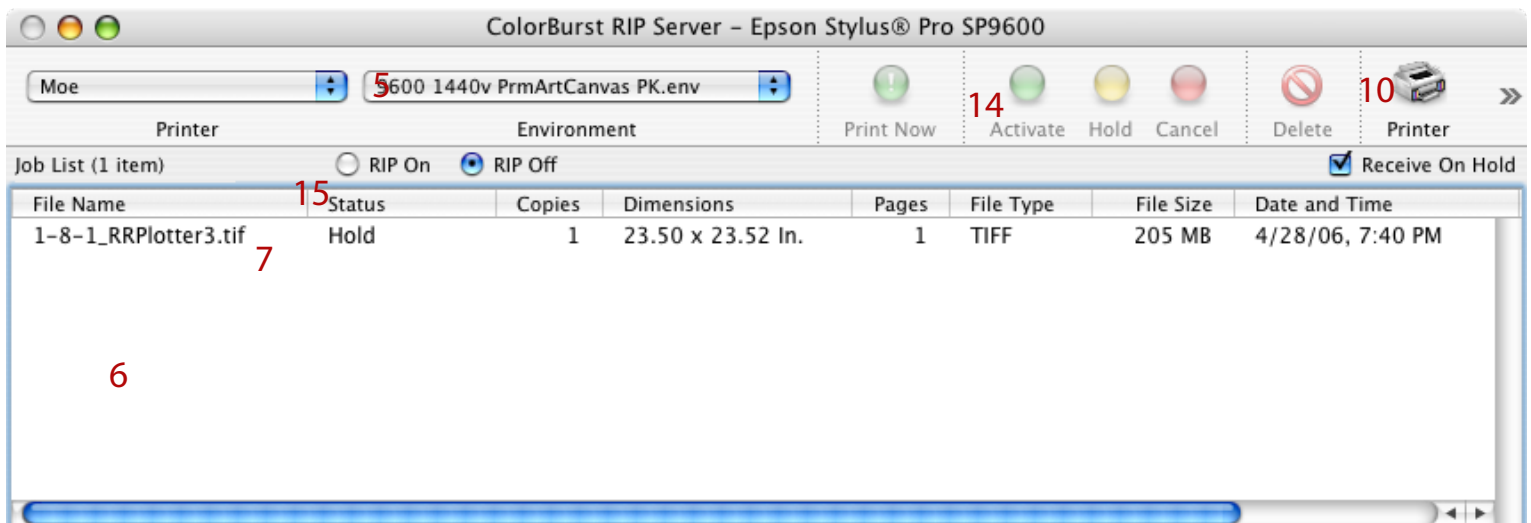 ColorBurst RIP Server – Epson Stylus® Pro SP9600
Moe 5 9600 1440v PrmArtCanvas PK.env 14 10 »
Printer Environment Print Now Activate Hold Cancel Delete Printer
Job List (1 item) RIP On RIP Off Receive On Hold
15
File Name Status Copies Dimensions Pages File Type File Size Date and Time
1-8-1_RRPlotter3.tif Hold 1 23.50 x 23.52 In. 1 TIFF 205 MB 4/28/06, 7:40 PM
7
6